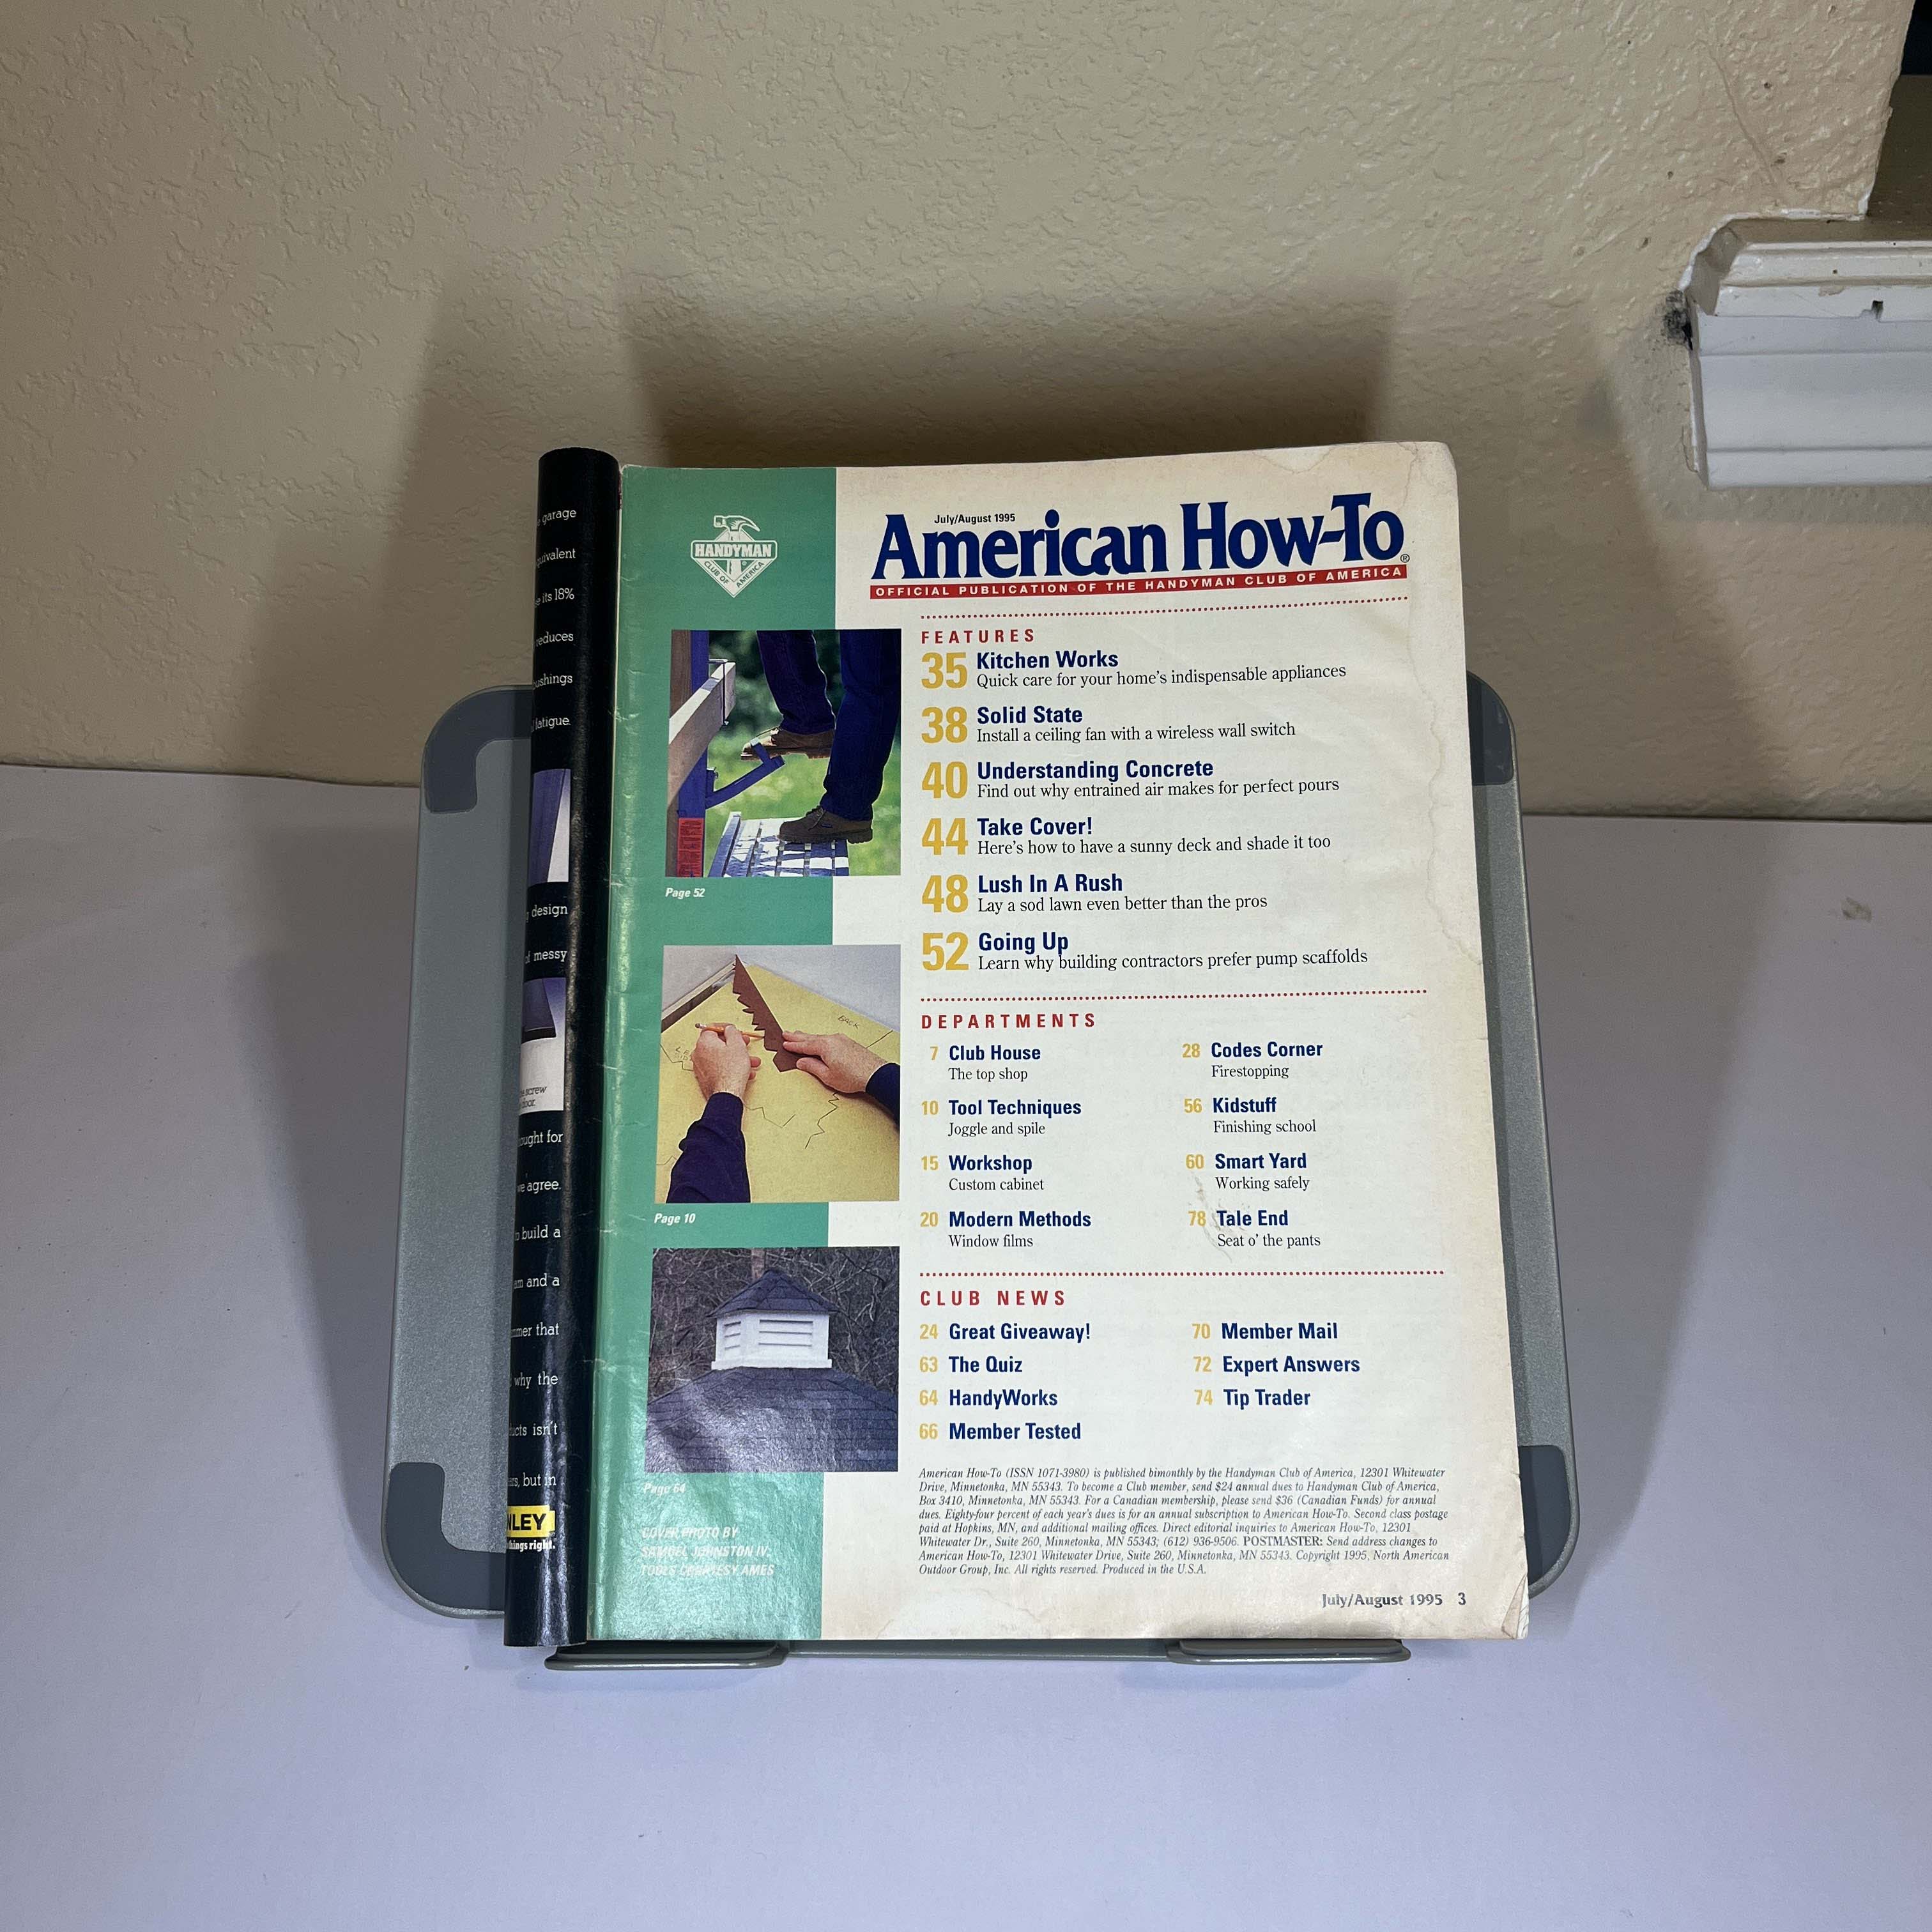 garage
its 18%
reduces
fatigue.
design
messy
screw
for
agree.
build a
and a
that
why the
isn't
but in
things right.
HANDYMAN
CLUB OF AMERICA
July/August 1995
American How-To®
OFFICIAL PUBLICATION OF THE HANDYMAN CLUB OF AMERICA
FEATURES
35 Kitchen Works
Quick care for your home's indispensable appliances
38 Solid State
Install a ceiling fan with a wireless wall switch
40 Understanding Concrete
Find out why entrained air makes for perfect pours
44 Take Cover!
Here's how to have a sunny deck and shade it too
48 Lush In A Rush
Lay a sod lawn even better than the pros
52 Going Up
Learn why building contractors prefer pump scaffolds
Page 52
BACK
Page 10
Page 64
COVER PHOTO BY
SAMUEL JOHNSTON IV,
TOOLS COURTESY AMES
DEPARTMENTS
7 Club House
The top shop
10 Tool Techniques
Joggle and spile
15 Workshop
Custom cabinet
20 Modern Methods
Window films
28 Codes Corner
Firestopping
56 Kidstuff
Finishing school
60 Smart Yard
Working safely
78 Tale End
Seat o' the pants
CLUB NEWS
24 Great Giveaway!
63 The Quiz
64 HandyWorks
66 Member Tested
70 Member Mail
72 Expert Answers
74 Tip Trader
American How-To (ISSN 1071-3980) is published bimonthly by the Handyman Club of America, 12301 Whitewater
Drive, Minnetonka, MN 55343. To become a Club member, send $24 annual dues to Handyman Club of America,
Box 3410, Minnetonka, MN 55343. For a Canadian membership, please send $36 (Canadian Funds) for annual
dues. Eighty-four percent of each year's dues is for an annual subscription to American How-To. Second class postage
paid at Hopkins, MN, and additional mailing offices. Direct editorial inquiries to American How-To, 12301
Whitewater Dr., Suite 260, Minnetonka, MN 55343; (612) 936-9506. POSTMASTER: Send address changes to
American How-To, 12301 Whitewater Drive, Suite 260, Minnetonka, MN 55343. Copyright 1995, North American
Outdoor Group, Inc. All rights reserved. Produced in the U.S.A.
July/August 1995 3